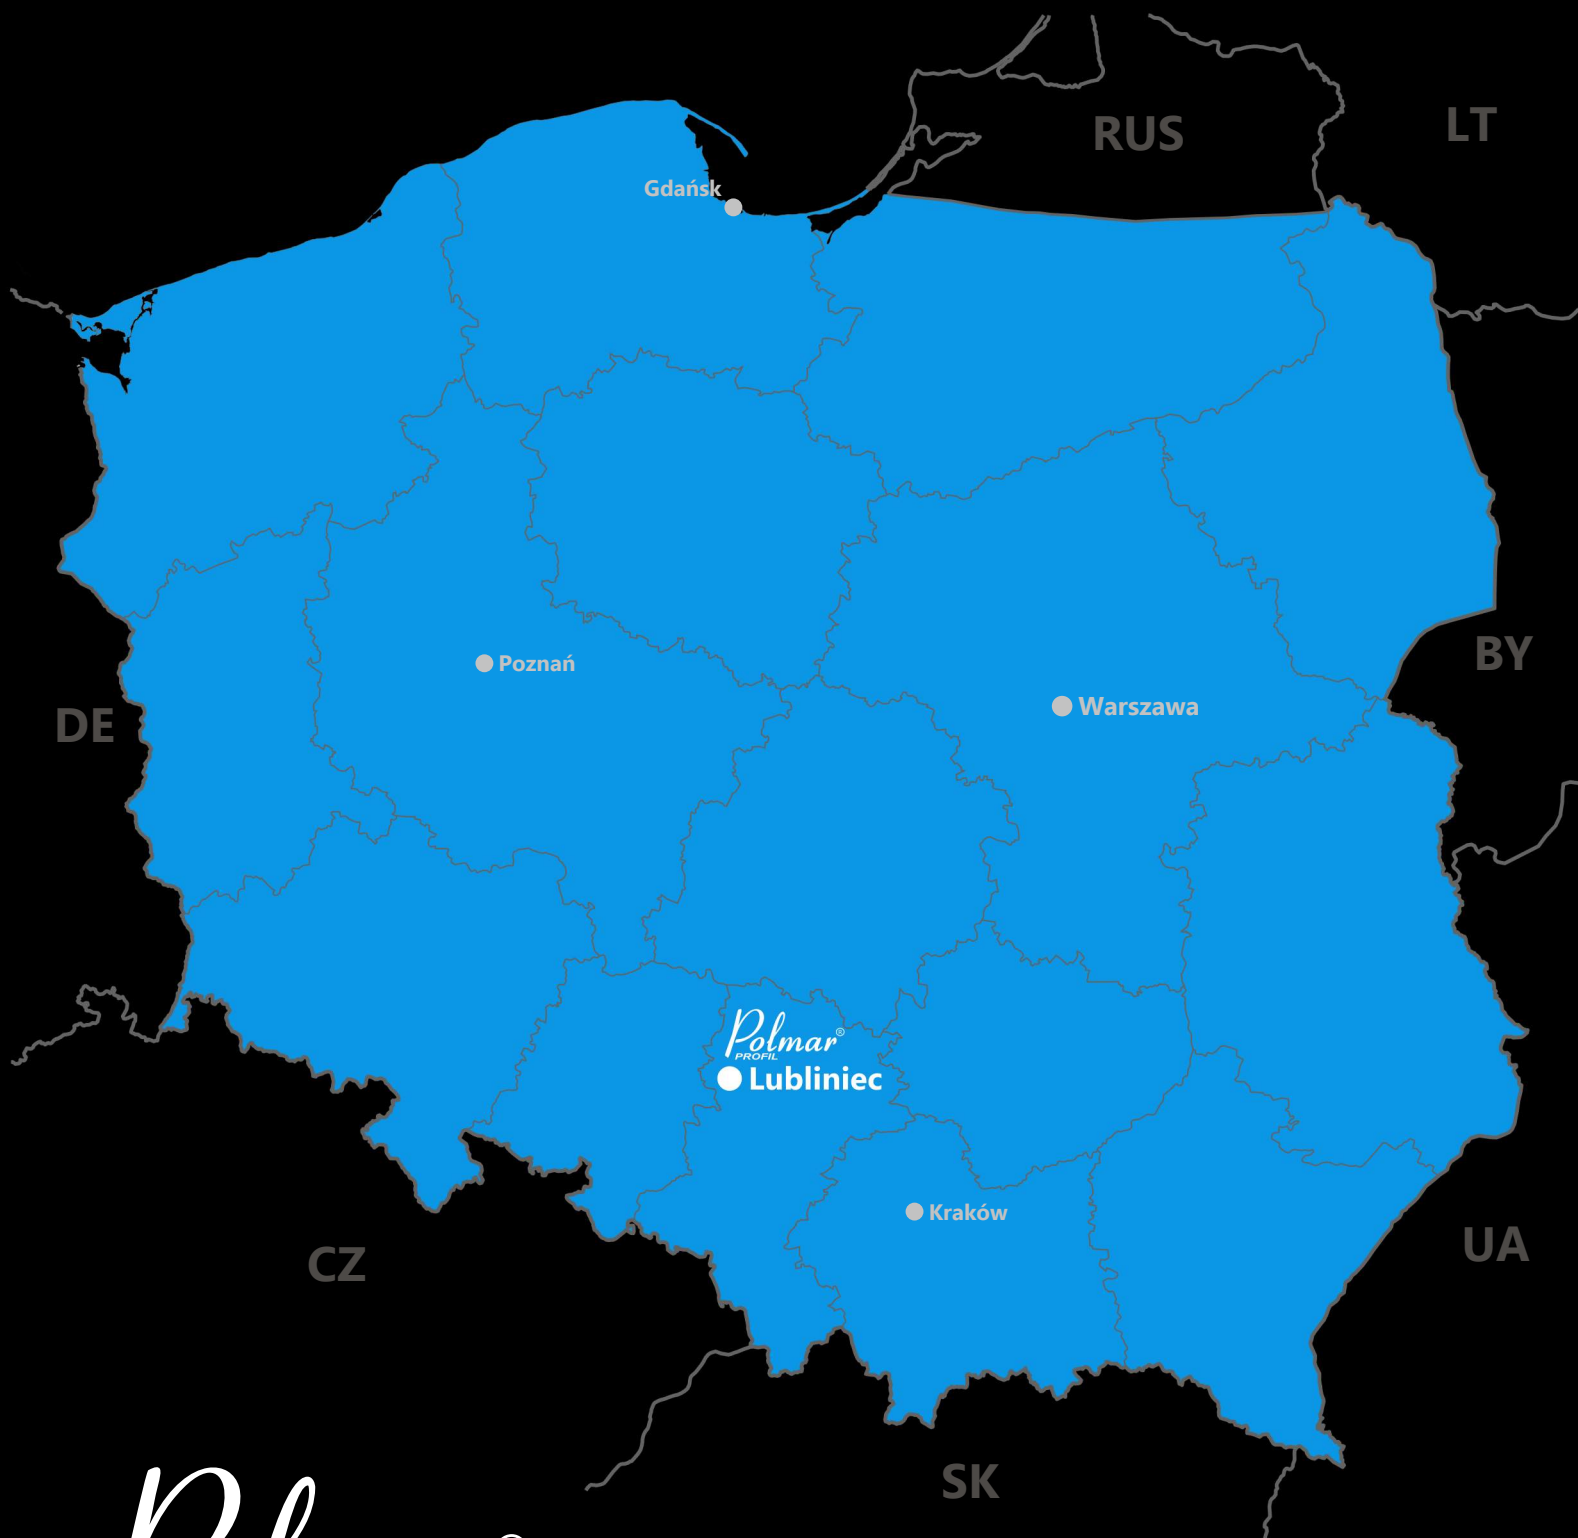 RUS
LT
Gdańsk
BY
Poznań
Warszawa
DE
Polmar®
PROFIL
Lubliniec
Kraków
UA
CZ
SK